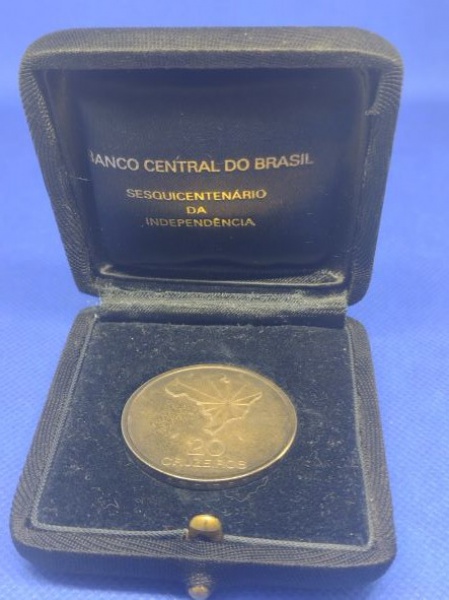 BANCO CENTRAL DO BRASIL
SESQUICENTENÁRIO
DA
INDEPENDÊNCIA
20
CRUZEIROS